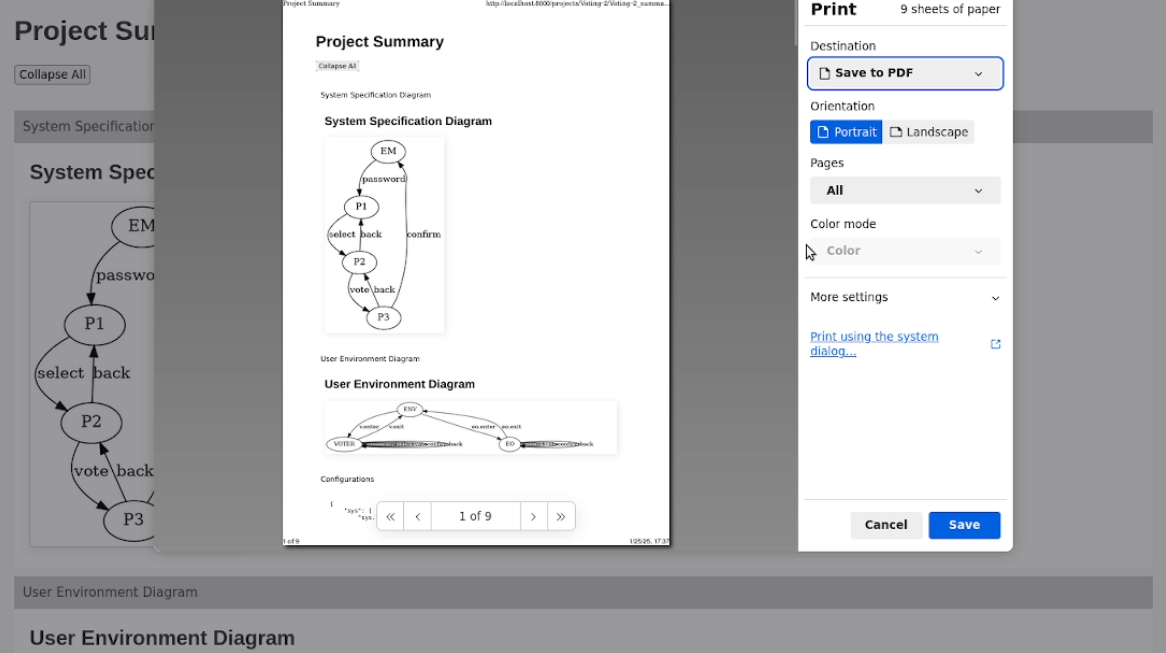 Project Sur
Collapse All
System Specification
System Spec
EM
passwo
P1
select back
P2
vote back
P3
User Environment Diagram
User Environment Diagram
Project Summary
http://localhost:8000/projects/Voting-2/Voting-2_summa...
Project Summary
Collapse All
System Specification Diagram
System Specification Diagram
EM
password
P1
select back confirm
P2
vote back
P3
User Environment Diagram
User Environment Diagram
ENV
v.enter v.exit eo.enter eo.exit
VOTER EO
Configurations
{
"sys": [
"sys.
1 of 9
1 of 9
1/25/25, 17:37
Print
9 sheets of paper
Destination
Save to PDF
Orientation
Portrait Landscape
Pages
All
Color mode
Color
More settings
Print using the system
dialog...
Cancel Save